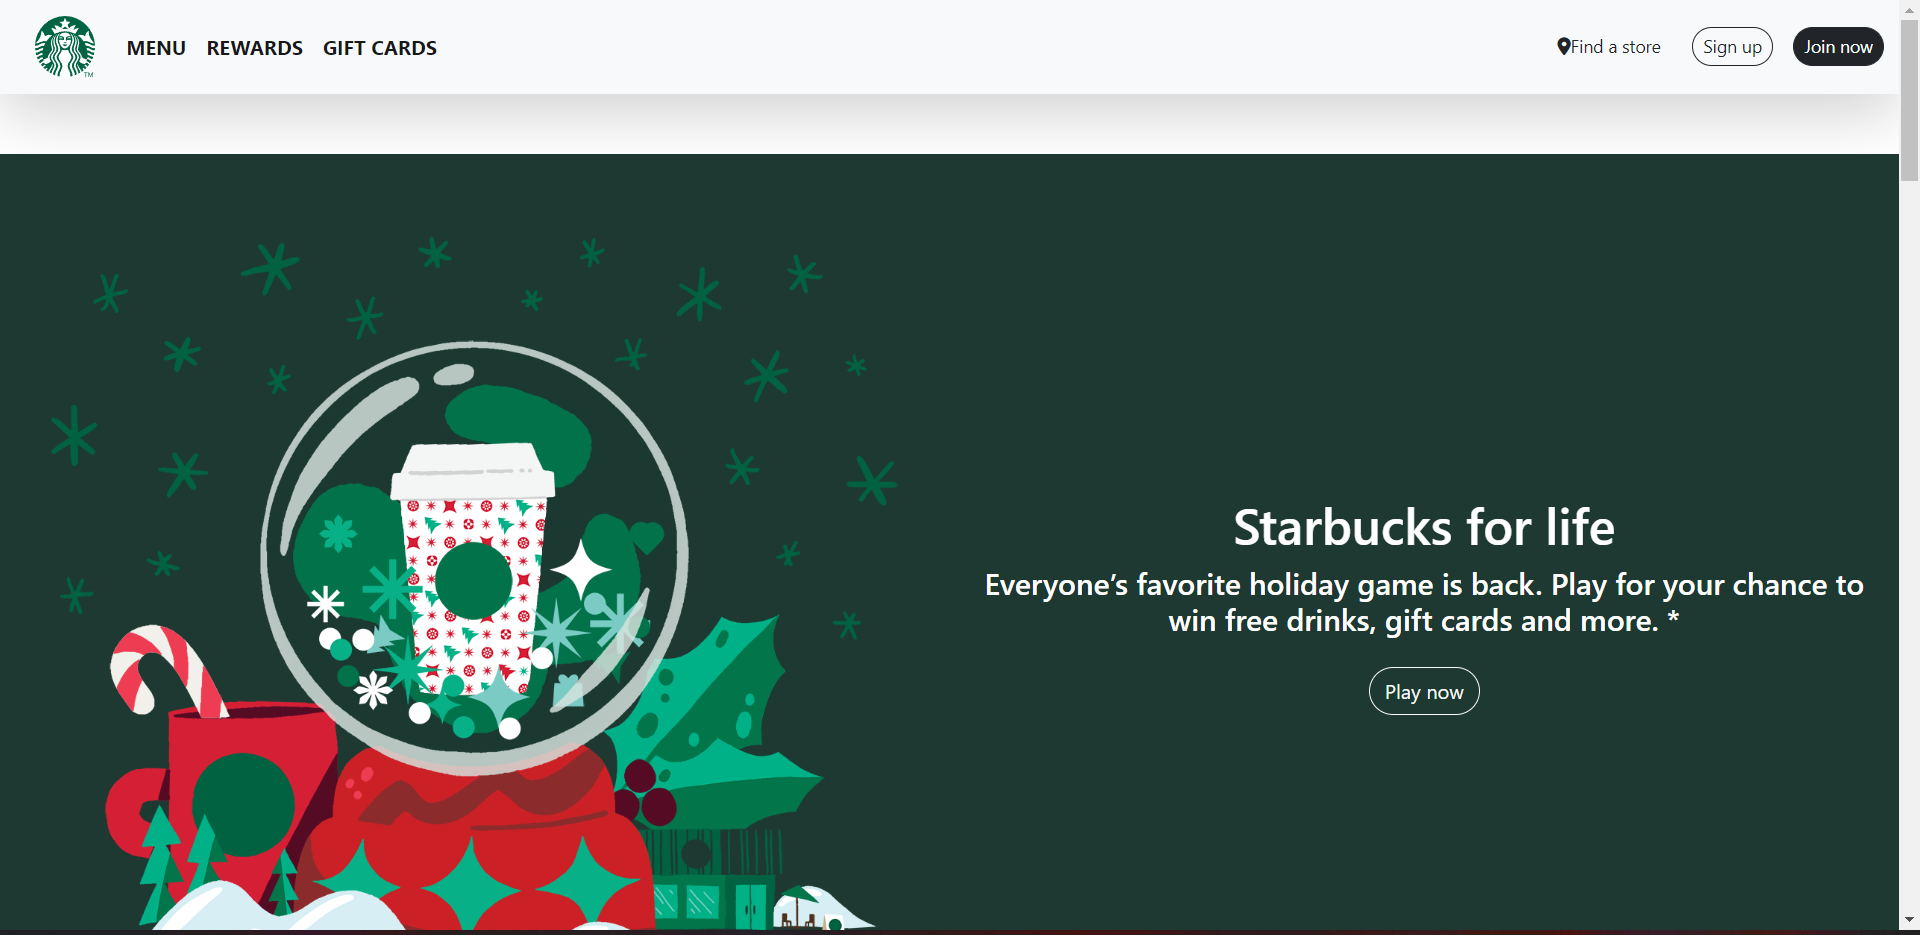 MENU REWARDS GIFT CARDS Find a store Sign up Join now
TM
Starbucks for life
Everyone’s favorite holiday game is back. Play for your chance to
win free drinks, gift cards and more. *
Play now